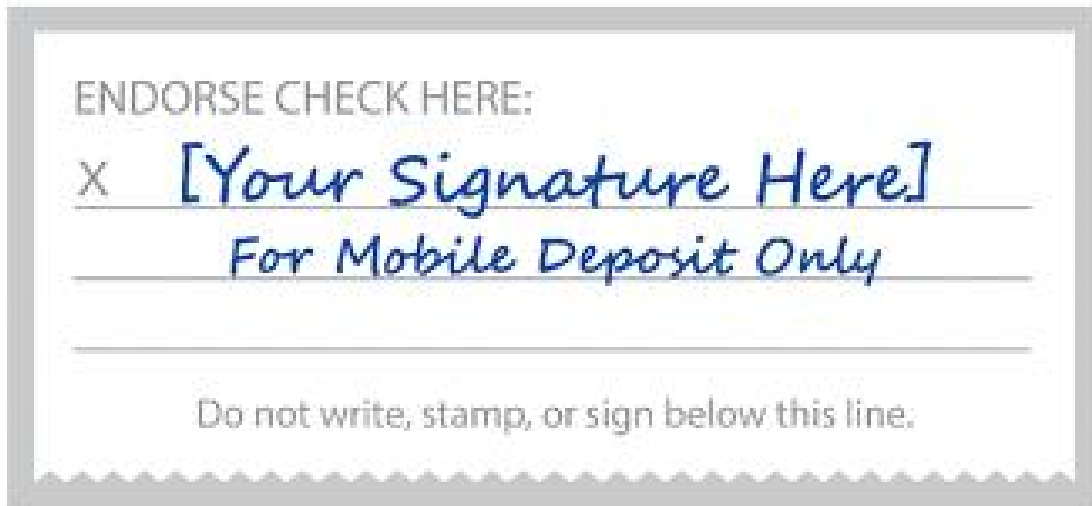 ENDORSE CHECK HERE:
X [Your Signature Here]
For Mobile Deposit Only
Do not write, stamp, or sign below this line.